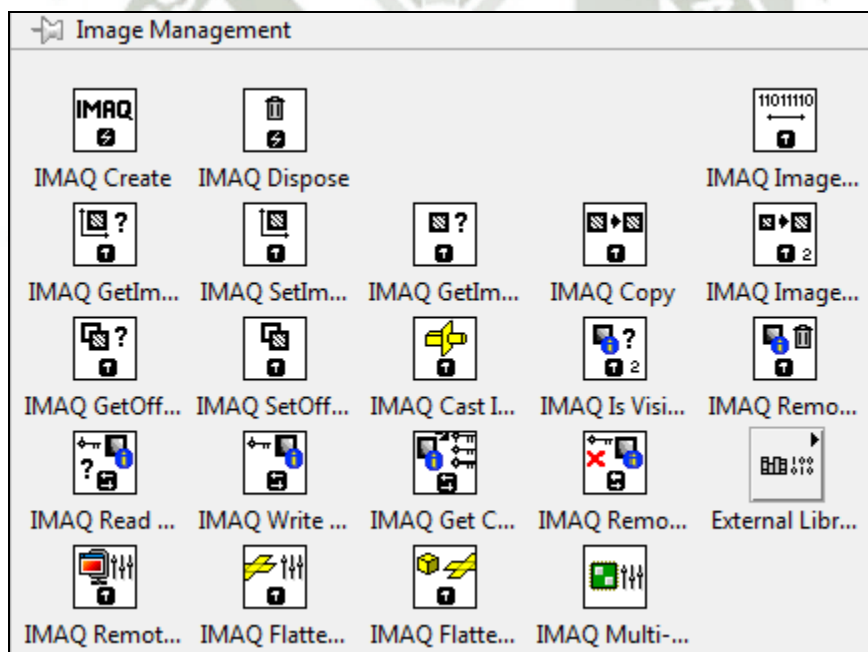 Image Management
IMAQ
11011110
IMAQ Create IMAQ Dispose IMAQ Image...
? ? 2
IMAQ GetIm... IMAQ SetIm... IMAQ GetIm... IMAQ Copy IMAQ Image...
? ? 2
IMAQ GetOff... IMAQ SetOff... IMAQ Cast I... IMAQ Is Visi... IMAQ Remo...
?
IMAQ Read ... IMAQ Write ... IMAQ Get C... IMAQ Remo... External Libr...
IMAQ Remot... IMAQ Flatte... IMAQ Flatte... IMAQ Multi-...